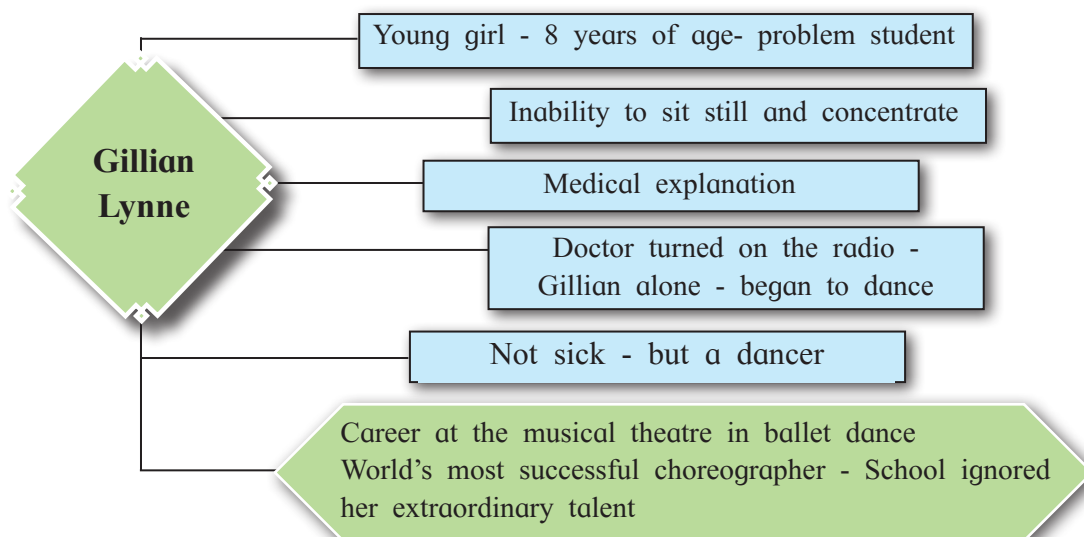 Gillian
Lynne
Young girl - 8 years of age- problem student
Inability to sit still and concentrate
Medical explanation
Doctor turned on the radio -
Gillian alone - began to dance
Not sick - but a dancer
Career at the musical theatre in ballet dance
World's most successful choreographer - School ignored
her extraordinary talent